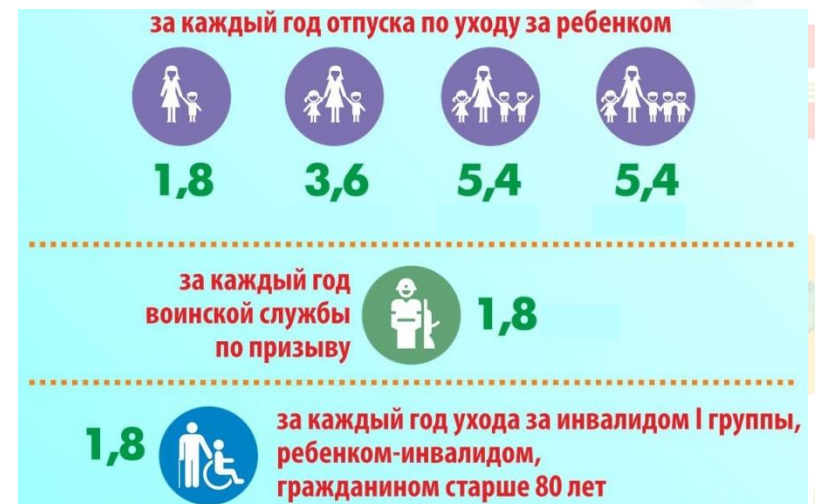 за каждый год отпуска по уходу за ребенком
1,8 3,6 5,4 5,4
за каждый год
воинской службы
по призыву
1,8
1,8
за каждый год ухода за инвалидом I группы,
ребенком-инвалидом,
гражданином старше 80 лет